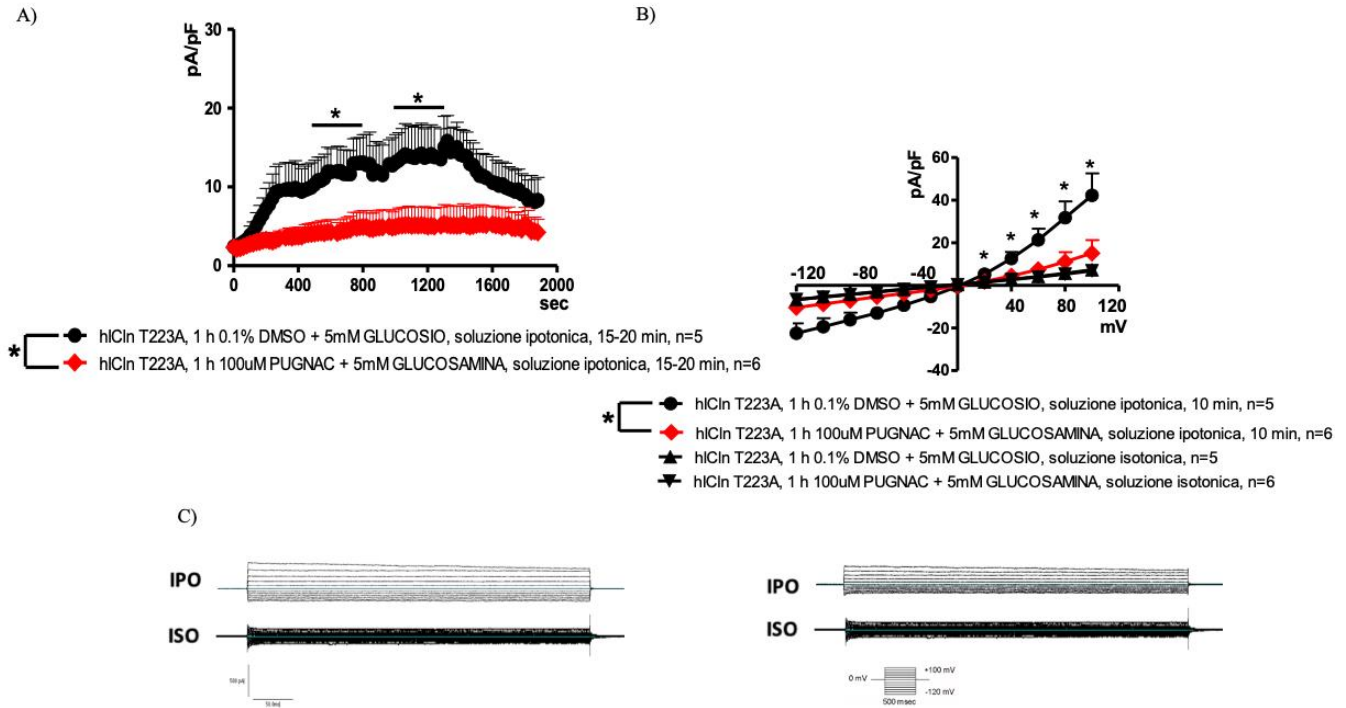 A)
pA/pF
30
20
10
0
* *
0 400 800 1200 1600 2000
sec
* hICln T223A, 1 h 0.1% DMSO + 5mM GLUCOSIO, soluzione ipotonica, 15-20 min, n=5
hICln T223A, 1 h 100uM PUGNAC + 5mM GLUCOSAMINA, soluzione ipotonica, 15-20 min, n=6
B)
pA/pF
60
40
20
-20
-40
-120 -80 -40
40 80 120
mV
* * * * *
* hICln T223A, 1 h 0.1% DMSO + 5mM GLUCOSIO, soluzione ipotonica, 10 min, n=5
hICln T223A, 1 h 100uM PUGNAC + 5mM GLUCOSAMINA, soluzione ipotonica, 10 min, n=6
hICln T223A, 1 h 0.1% DMSO + 5mM GLUCOSIO, soluzione isotonica, n=5
hICln T223A, 1 h 100uM PUGNAC + 5mM GLUCOSAMINA, soluzione isotonica, n=6
C)
IPO
ISO
IPO
ISO
0 mV
+100 mV
-120 mV
500 msec